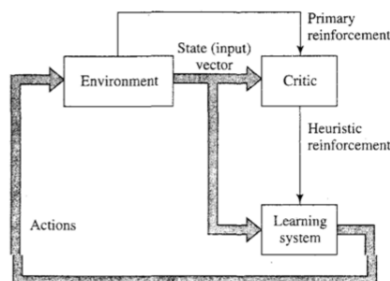 Primary
reinforcement
State (input)
vector
Environment
Critic
Heuristic
reinforcement
Actions
Learning
system